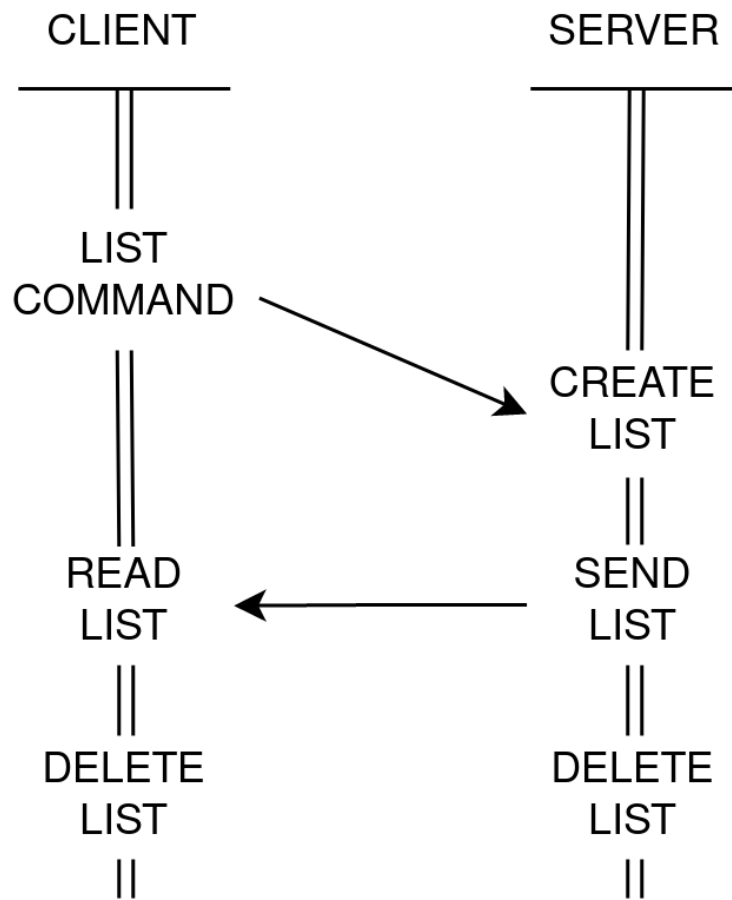 CLIENT
SERVER
LIST
COMMAND
CREATE
LIST
READ
LIST
SEND
LIST
DELETE
LIST
DELETE
LIST